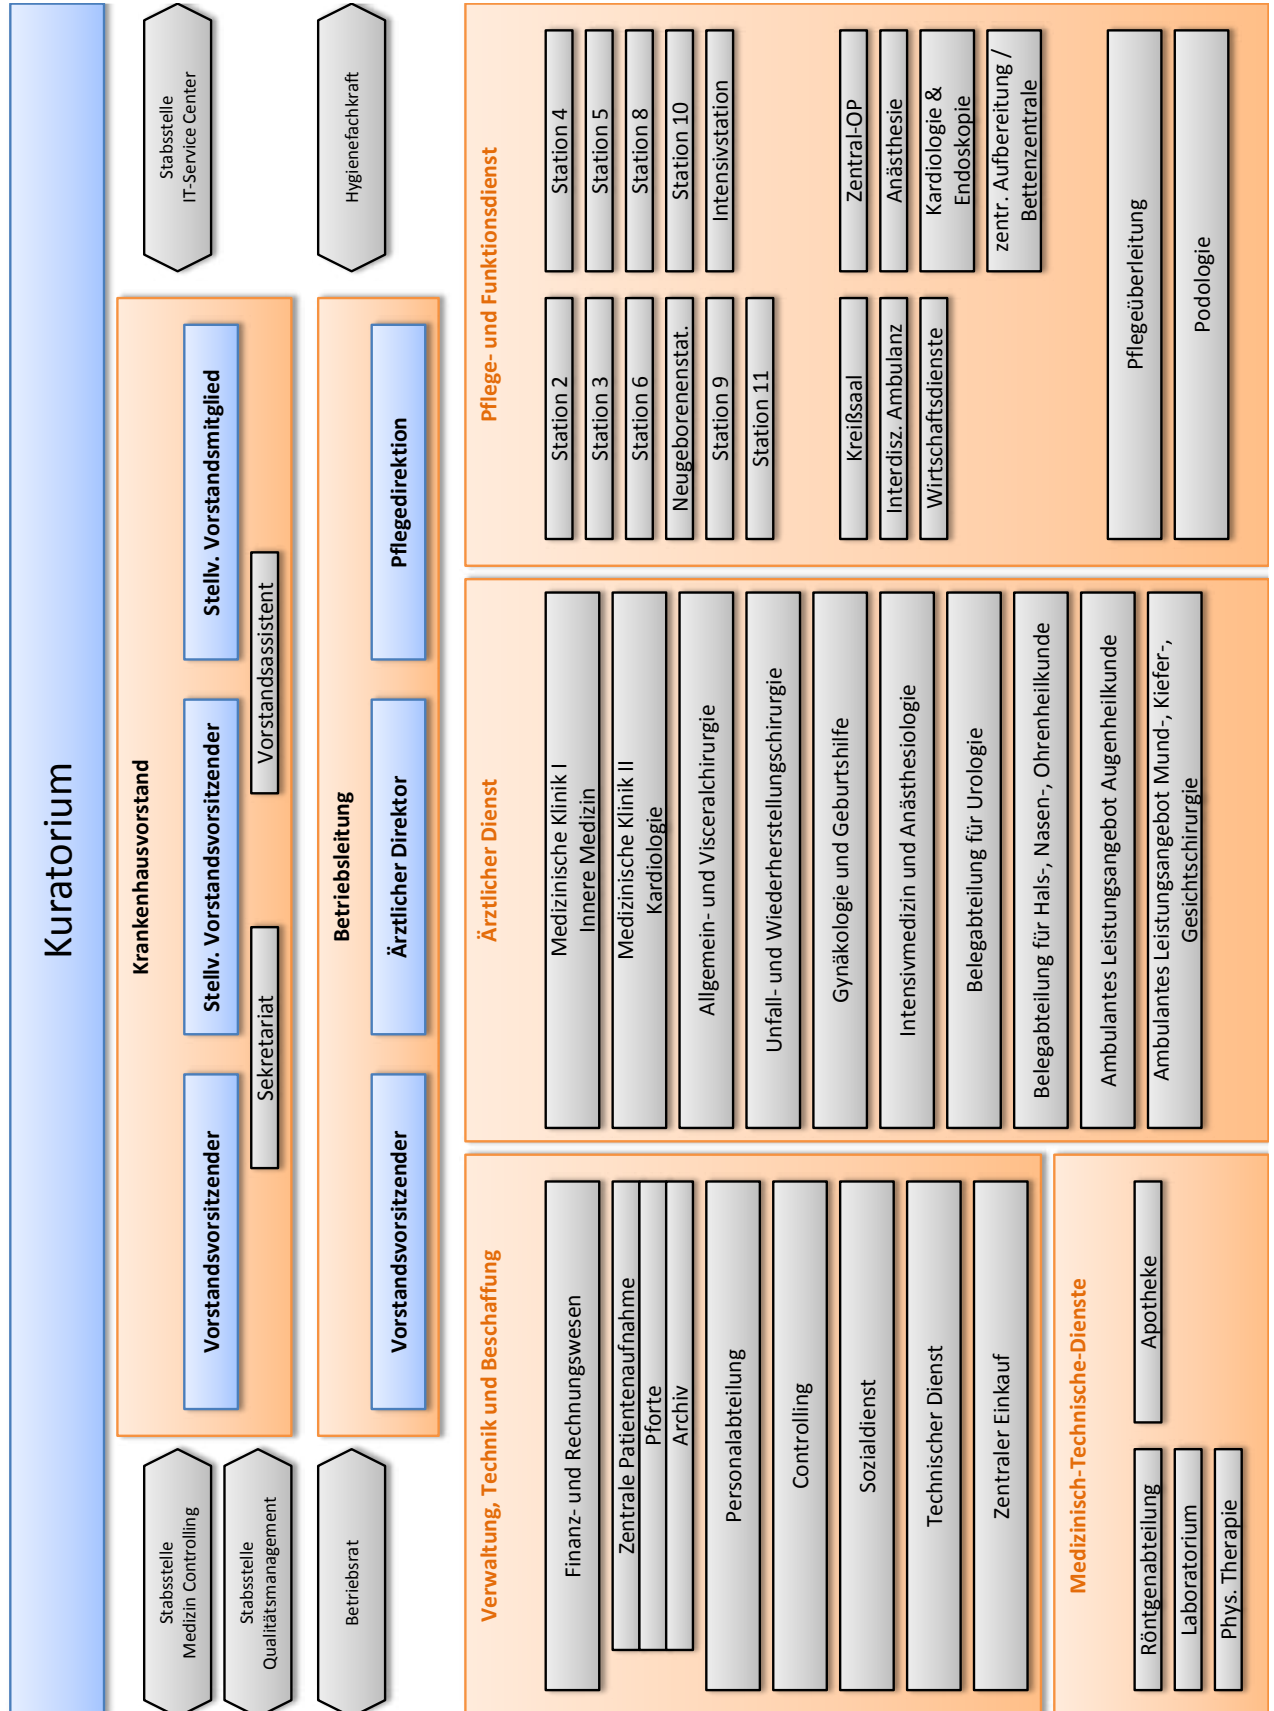 Kuratorium
Stabsstelle
Medizin Controlling
Stabsstelle
Qualitätsmanagement
Krankenhausvorstand
Vorstandsvorsitzender
Stellv. Vorstandsvorsitzender
Stellv. Vorstandsmitglied
Sekretariat
Vorstandsassistent
Stabsstelle
IT-Service Center
Betriebsrat
Betriebsleitung
Vorstandsvorsitzender
Ärztlicher Direktor
Pflegedirektion
Hygienefachkraft
Verwaltung, Technik und Beschaffung
Finanz- und Rechnungswesen
Zentrale Patientenaufnahme
Pforte
Archiv
Personalabteilung
Controlling
Sozialdienst
Technischer Dienst
Zentraler Einkauf
Medizinisch-Technische-Dienste
Röntgenabteilung
Apotheke
Laboratorium
Phys. Therapie
Ärztlicher Dienst
Medizinische Klinik I
Innere Medizin
Medizinische Klinik II
Kardiologie
Allgemein- und Visceralchirurgie
Unfall- und Wiederherstellungschirurgie
Gynäkologie und Geburtshilfe
Intensivmedizin und Anästhesiologie
Belegabteilung für Urologie
Belegabteilung für Hals-, Nasen-, Ohrenheilkunde
Ambulantes Leistungsangebot Augenheilkunde
Ambulantes Leistungsangebot Mund-, Kiefer-,
Gesichtschirurgie
Pflege- und Funktionsdienst
Station 2
Station 4
Station 3
Station 5
Station 6
Station 8
Neugeborenenstat.
Station 10
Station 9
Intensivstation
Station 11
Kreißsaal
Zentral-OP
Interdisz. Ambulanz
Anästhesie
Wirtschaftsdienste
Kardiologie &
Endoskopie
zentr. Aufbereitung /
Bettenzentrale
Pflegeüberleitung
Podologie